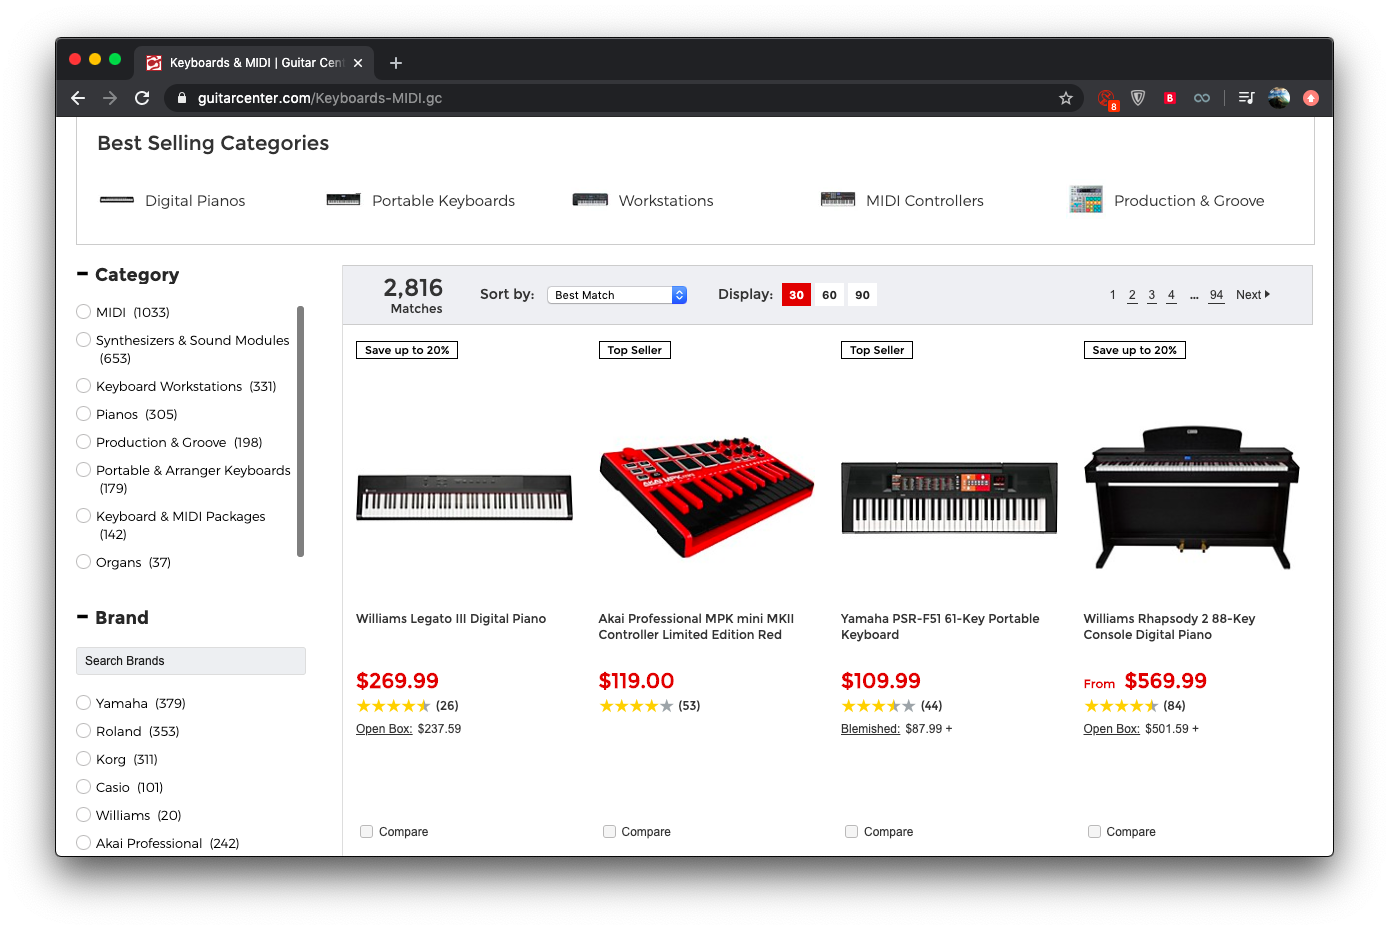 Keyboards & MIDI | Guitar Cen
guitarcenter.com/Keyboards-MIDI.gc
8
B
Best Selling Categories
Digital Pianos
Portable Keyboards
Workstations
MIDI Controllers
Production & Groove
Category
MIDI (1033)
Synthesizers & Sound Modules
(653)
Keyboard Workstations (331)
Pianos (305)
Production & Groove (198)
Portable & Arranger Keyboards
(179)
Keyboard & MIDI Packages
(142)
Organs (37)
Brand
Search Brands
Yamaha (379)
Roland (353)
Korg (311)
Casio (101)
Williams (20)
Akai Professional (242)
2,816
Matches
Sort by: Best Match
Display: 30 60 90
1 2 3 4 ... 94 Next
Save up to 20%
Williams Legato III Digital Piano
$269.99
(26)
Open Box: $237.59
Compare
Top Seller
AKAI MPK
Akai Professional MPK mini MKII
Controller Limited Edition Red
$119.00
(53)
Compare
Top Seller
Yamaha PSR-F51 61-Key Portable
Keyboard
$109.99
(44)
Blemished: $87.99 +
Compare
Save up to 20%
Williams Rhapsody 2 88-Key
Console Digital Piano
From $569.99
(84)
Open Box: $501.59 +
Compare